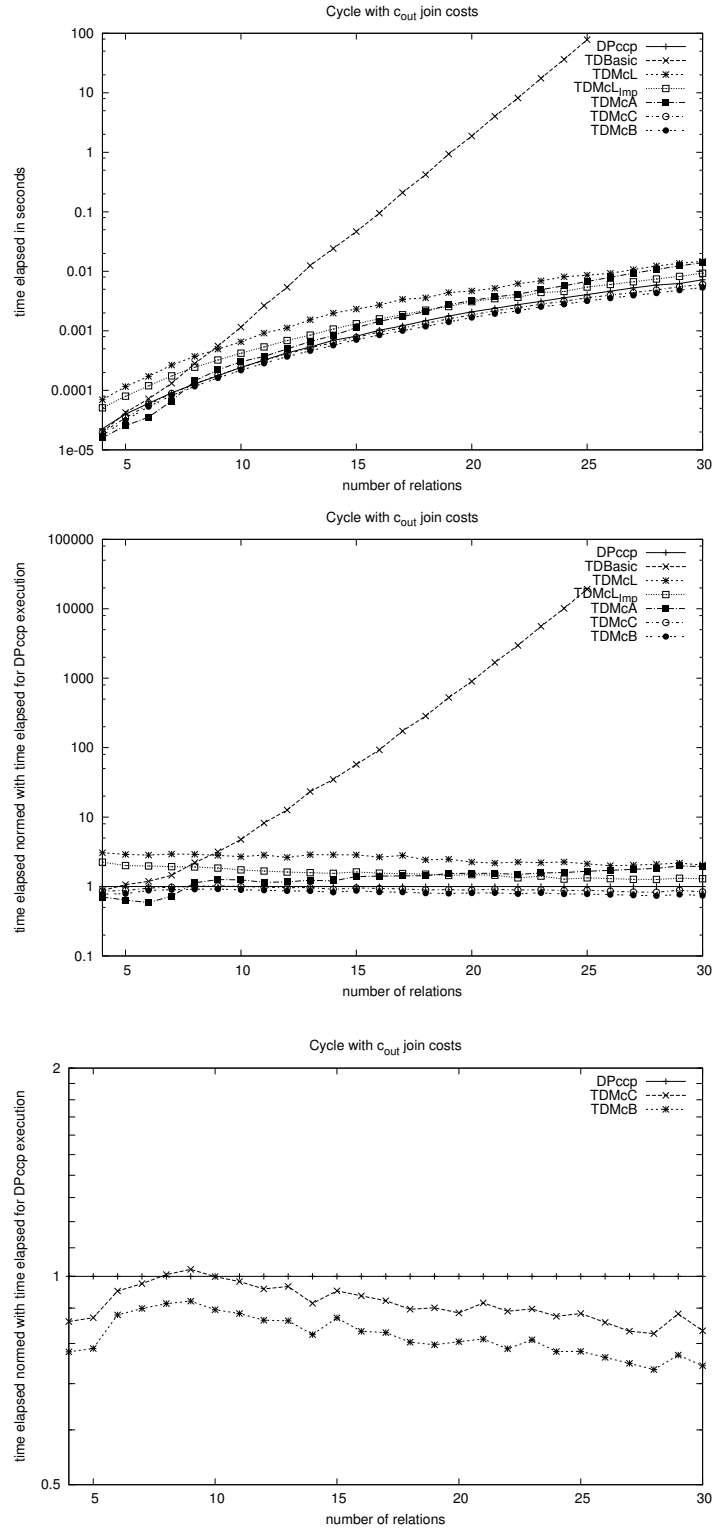 Cycle with c_out join costs
100
10
1
0.1
0.01
0.001
0.0001
1e-05
time elapsed in seconds
5 10 15 20 25 30
number of relations
DPccp
TDBasic
TDMcL
TDMcL_Imp
TDMcA
TDMcC
TDMcB
Cycle with c_out join costs
100000
10000
1000
100
10
1
0.1
time elapsed normed with time elapsed for DPccp execution
5 10 15 20 25 30
number of relations
DPccp
TDBasic
TDMcL
TDMcL_Imp
TDMcA
TDMcC
TDMcB
Cycle with c_out join costs
2
1
0.5
time elapsed normed with time elapsed for DPccp execution
5 10 15 20 25 30
number of relations
DPccp
TDMcC
TDMcB